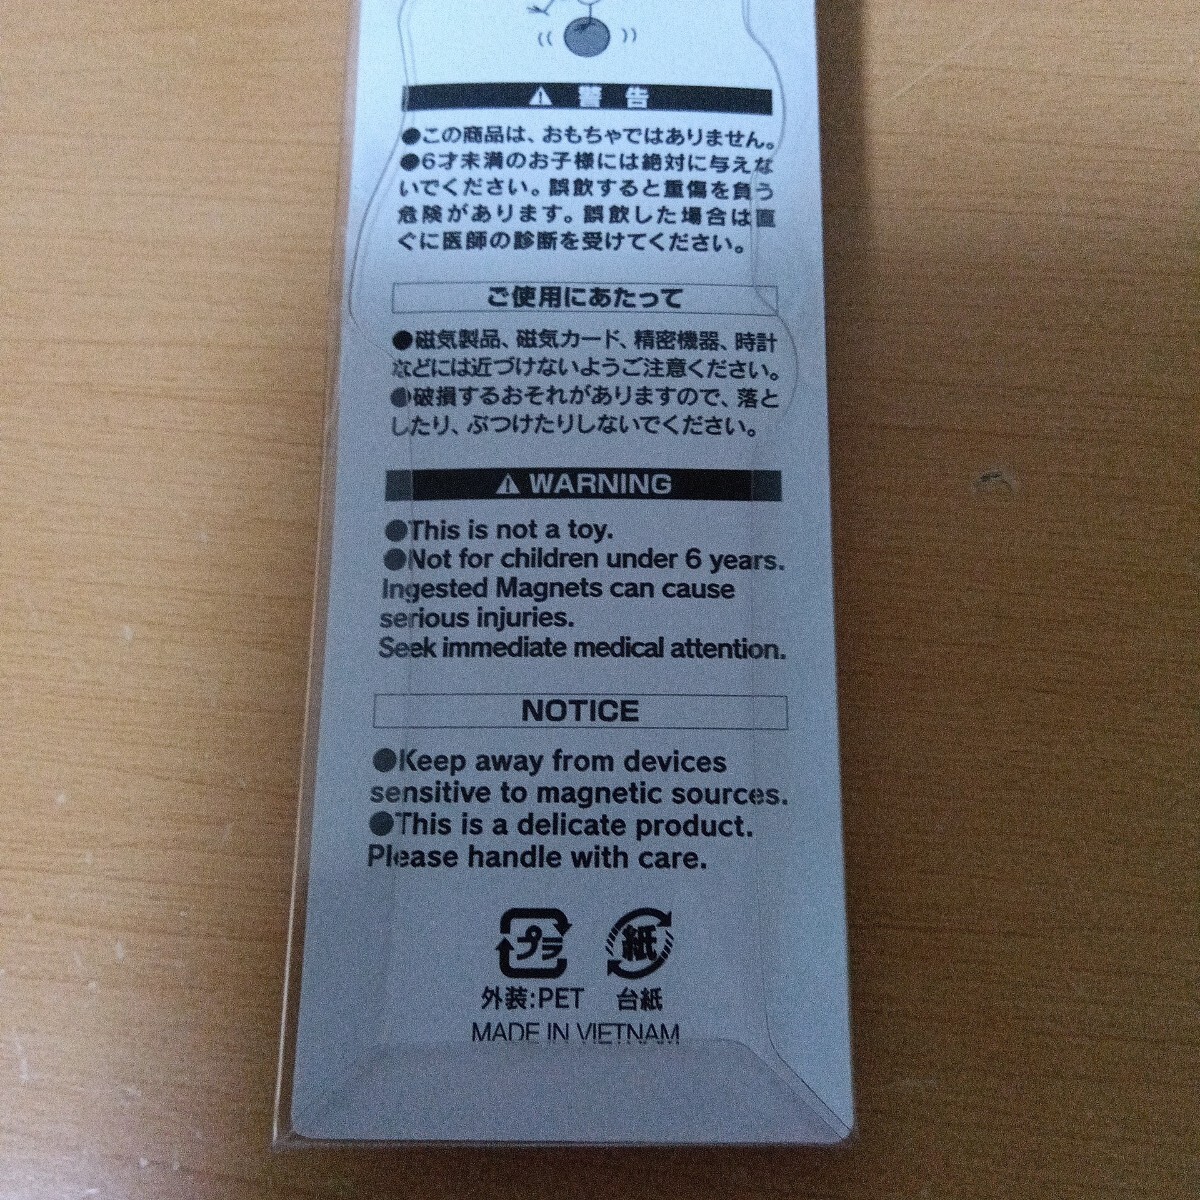 ⚠ 警告
●この商品は、おもちゃではありません。
●6才未満のお子様には絶対に与えな
いでください。誤飲すると重傷を負う
危険があります。誤飲した場合は直
ぐに医師の診断を受けてください。
ご使用にあたって
●磁気製品、磁気カード、精密機器、時計
などには近づけないようご注意ください。
●破損するおそれがありますので、落と
したり、ぶつけたりしないでください。
⚠ WARNING
●This is not a toy.
●Not for children under 6 years.
Ingested Magnets can cause
serious injuries.
Seek immediate medical attention.
NOTICE
●Keep away from devices
sensitive to magnetic sources.
●This is a delicate product.
Please handle with care.
プラ 紙
外装:PET 台紙
MADE IN VIETNAM